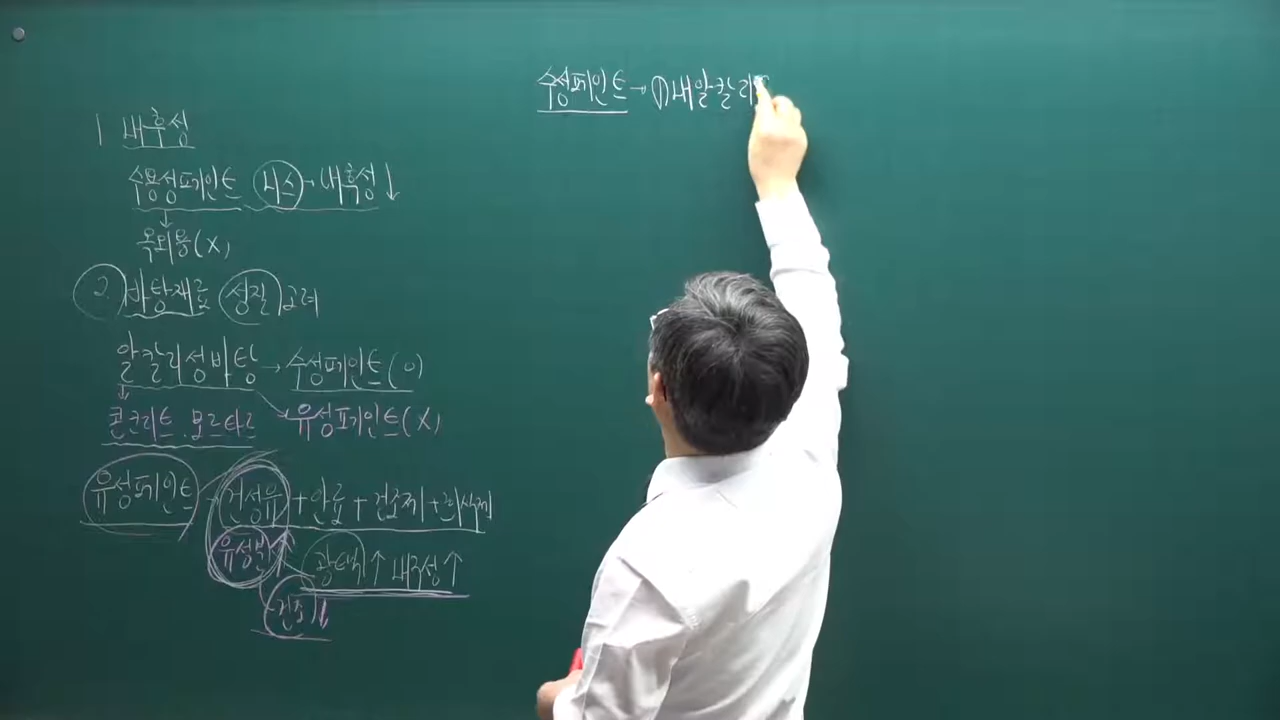 1 내후성
수용성페인트 니스→내후성↓
↓
옥외용(X)
2. 바탕재료 성질 고려
알칼리성바탕→수성페인트(O)
↓
콘크리트. 모르타르 유성페인트(X)
유성페인트 건성유+안료+건조제+희석제
유성분↑ 광택↑ 내구성↑
건조↓
수성페인트→① 내알칼리